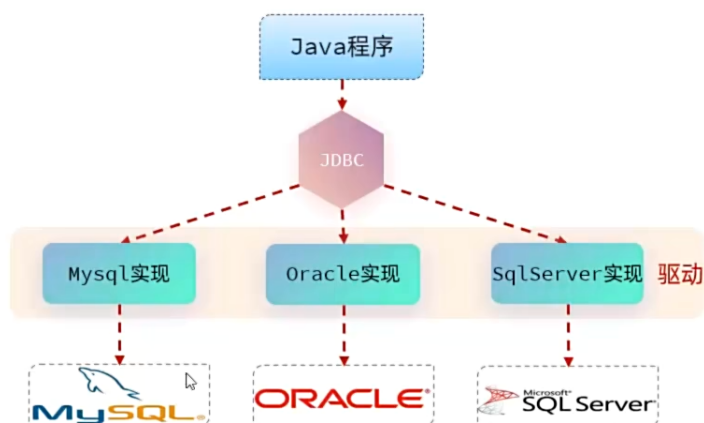 Java程序
JDBC
Mysql实现
Oracle实现
SqlServer实现
驱动
MySQL®
ORACLE®
Microsoft®
SQL Server®